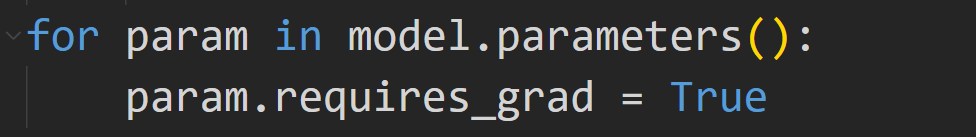 for param in model.parameters():
    param.requires_grad = True